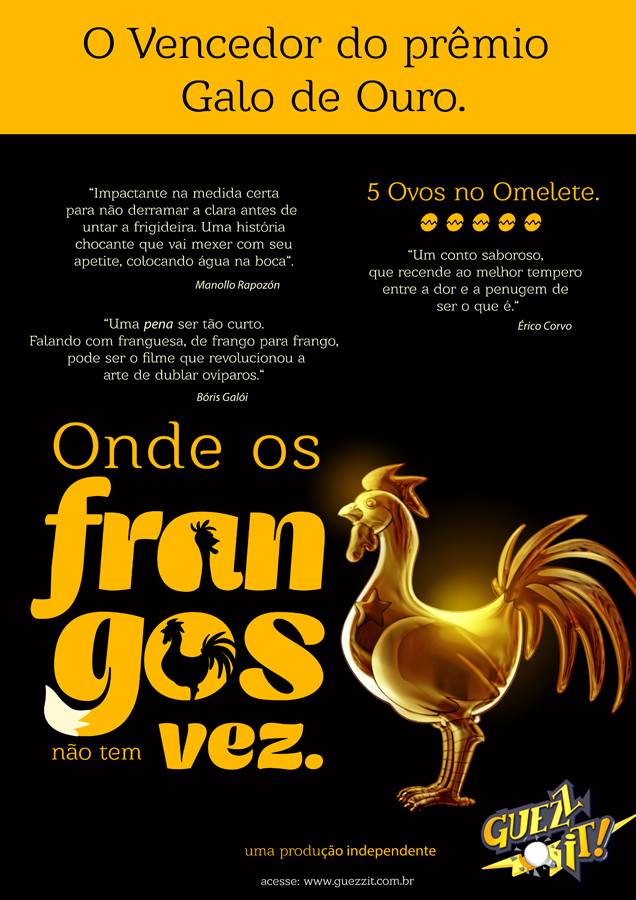 O Vencedor do prêmio
Galo de Ouro.
“Impactante na medida certa
para não derramar a clara antes de
untar a frigideira. Uma história
chocante que vai mexer com seu
apetite, colocando água na boca“.
Manollo Rapozón
5 Ovos no Omelete.
“Um conto saboroso,
que recende ao melhor tempero
entre a dor e a penugem de
ser o que é.“
Érico Corvo
“Uma pena ser tão curto.
Falando com franguesa, de frango para frango,
pode ser o filme que revolucionou a
arte de dublar ovíparos.“
Bóris Galói
Onde os
fran
gos
não tem vez.
GUEZZ
iT!
uma produção independente
acesse: www.guezzit.com.br